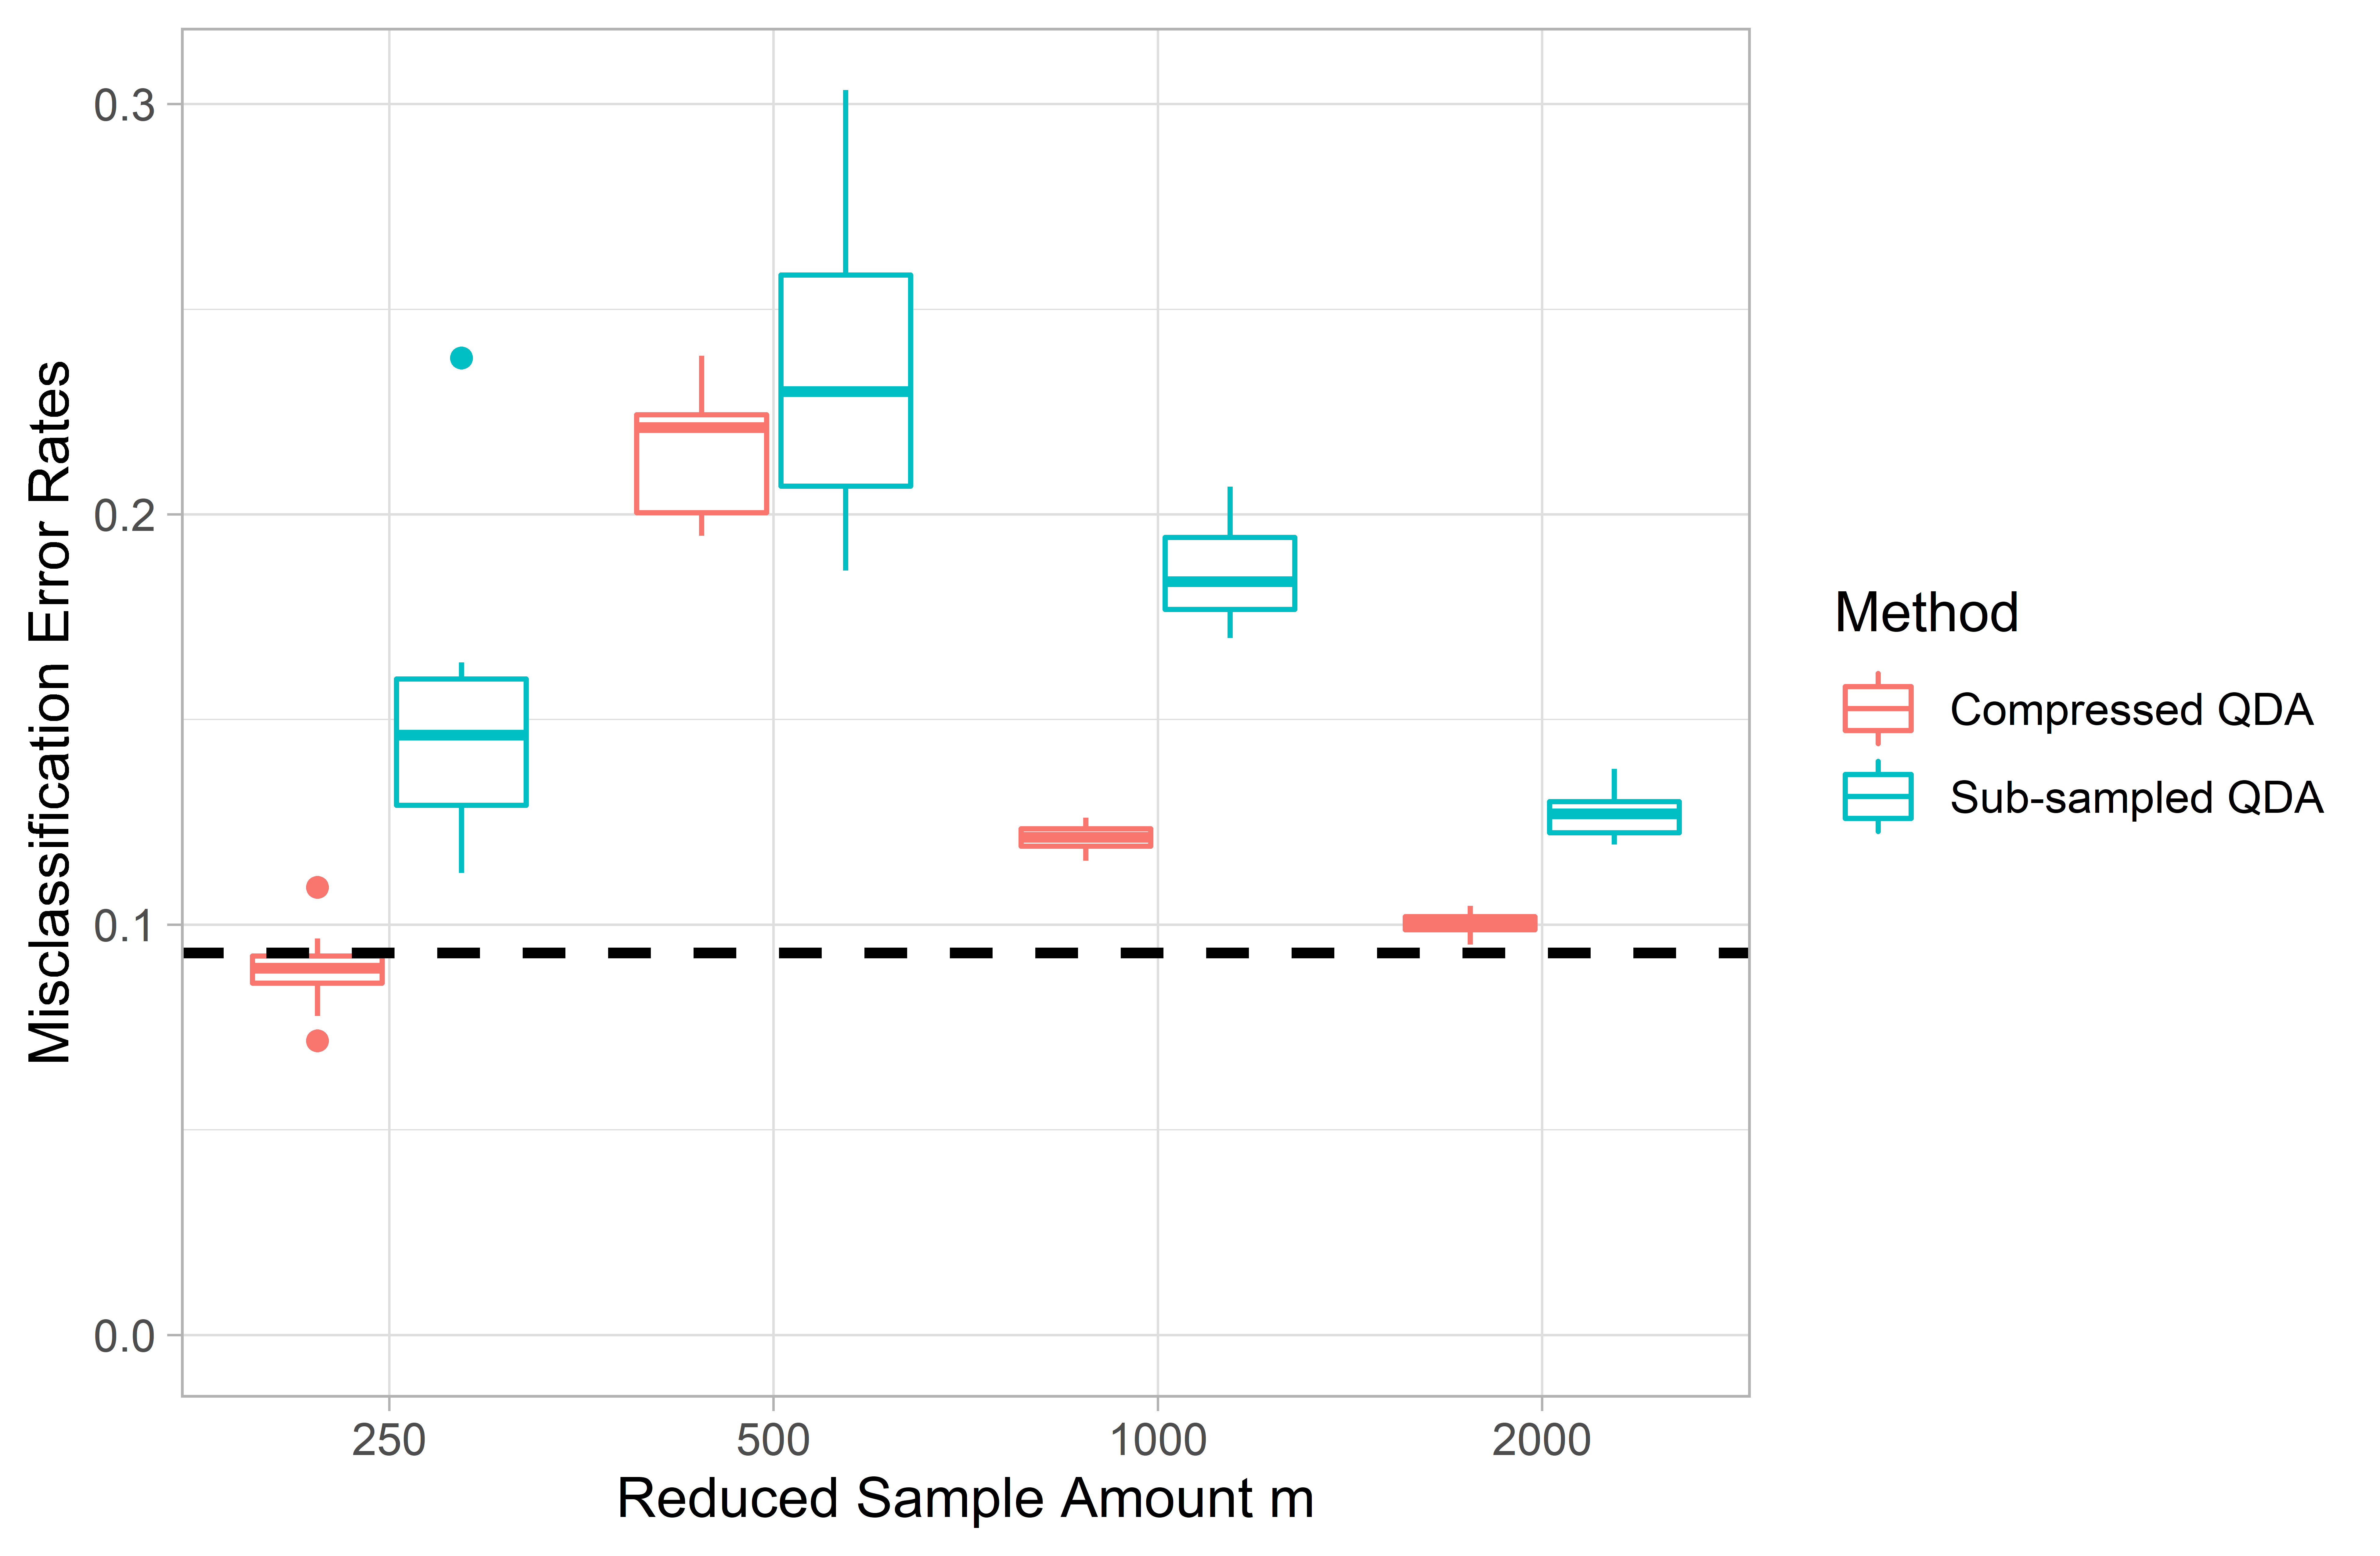 Misclassification Error Rates
0.3
0.2
0.1
0.0
250 500 1000 2000
Reduced Sample Amount m
Method
Compressed QDA
Sub-sampled QDA